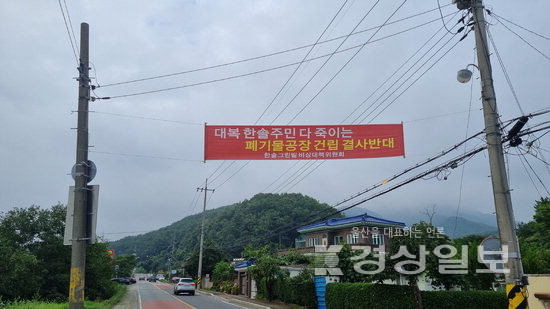 대복 한솔주민 다 죽이는
폐기물공장 건립 결사반대
한솔그린빌 비상대책위원회
울산을 대표하는 언론
경상일보